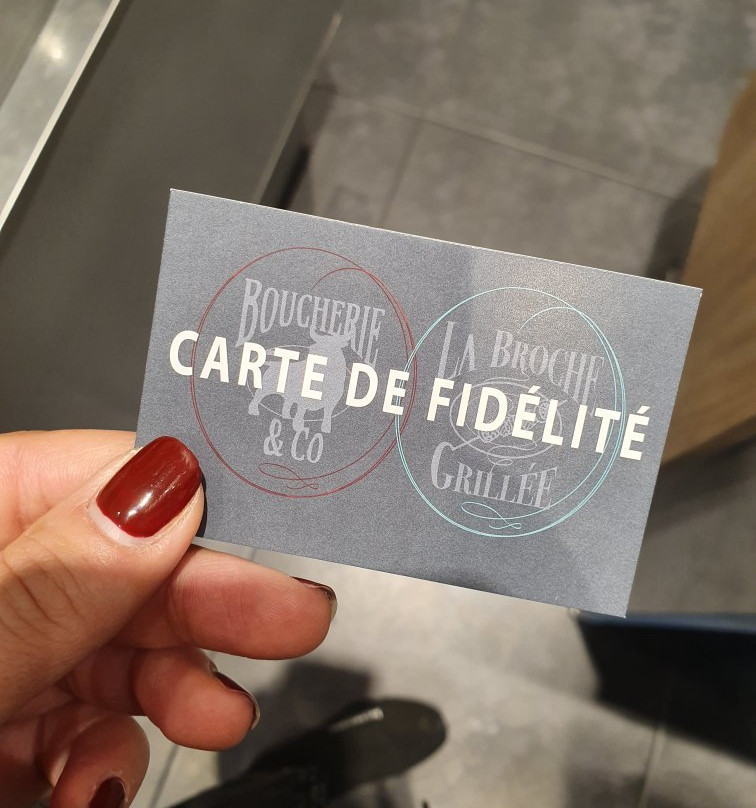 BOUCHERIE
& CO
LA BROCHE
GRILLÉE
CARTE DE FIDÉLITÉ